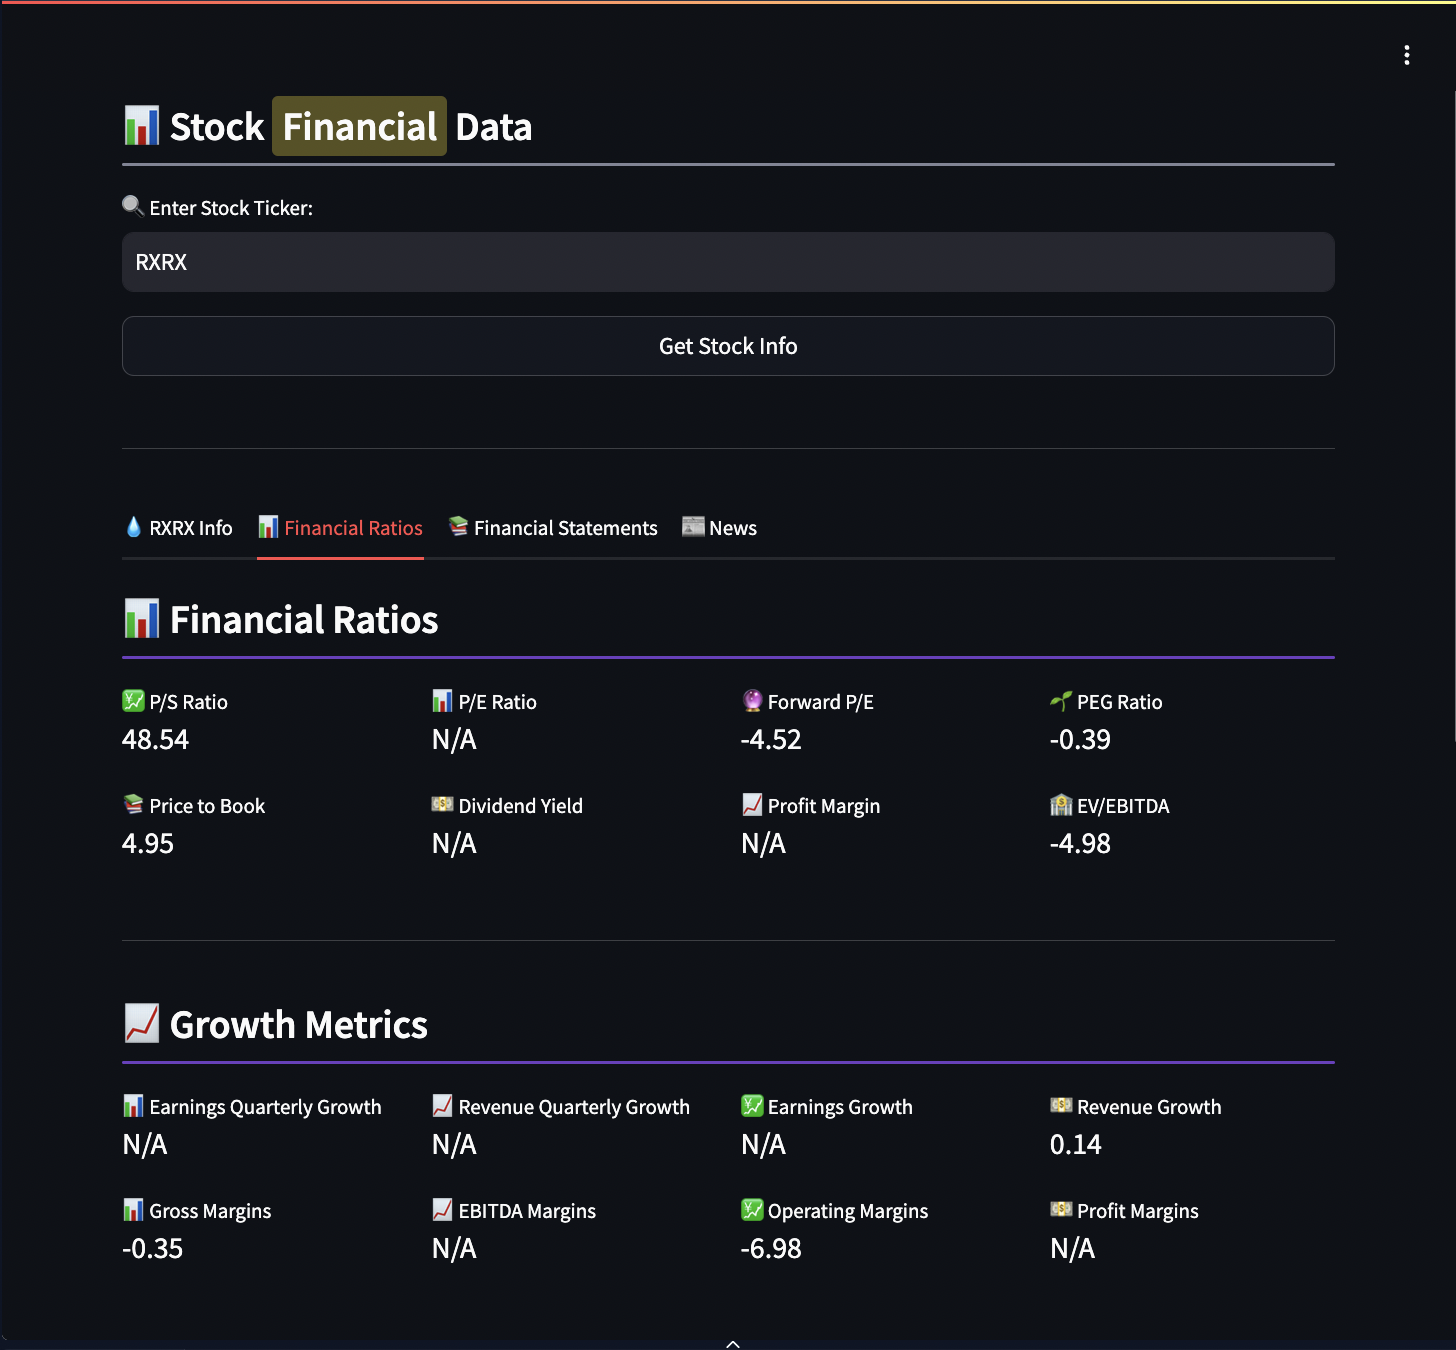 Stock Financial Data
Enter Stock Ticker:
RXRX
Get Stock Info
RXRX Info Financial Ratios Financial Statements News
Financial Ratios
P/S Ratio P/E Ratio Forward P/E PEG Ratio
48.54 N/A -4.52 -0.39
Price to Book Dividend Yield Profit Margin EV/EBITDA
4.95 N/A N/A -4.98
Growth Metrics
Earnings Quarterly Growth Revenue Quarterly Growth Earnings Growth Revenue Growth
N/A N/A N/A 0.14
Gross Margins EBITDA Margins Operating Margins Profit Margins
-0.35 N/A -6.98 N/A